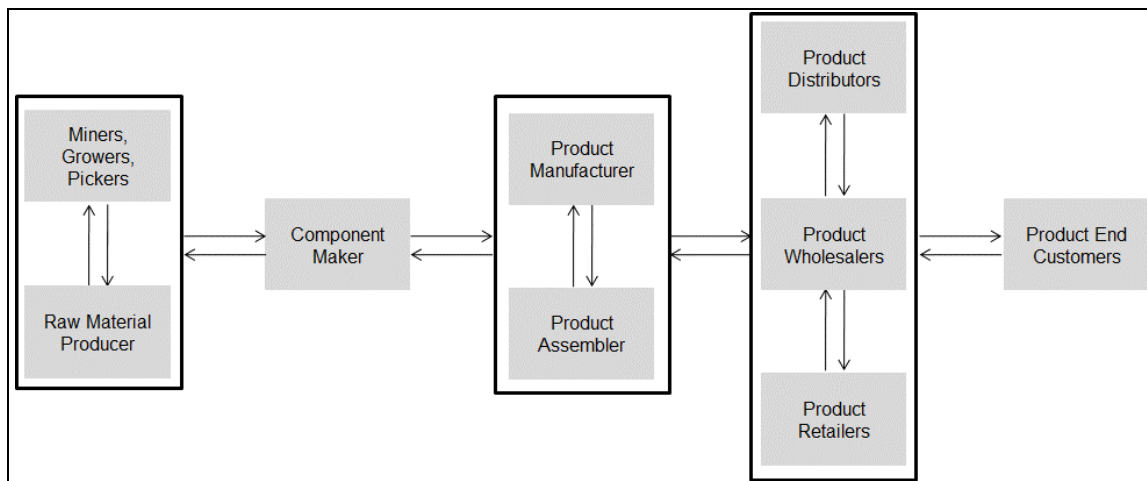 Miners,
Growers,
Pickers
Raw Material
Producer
Component
Maker
Product
Manufacturer
Product
Assembler
Product
Distributors
Product
Wholesalers
Product
Retailers
Product End
Customers